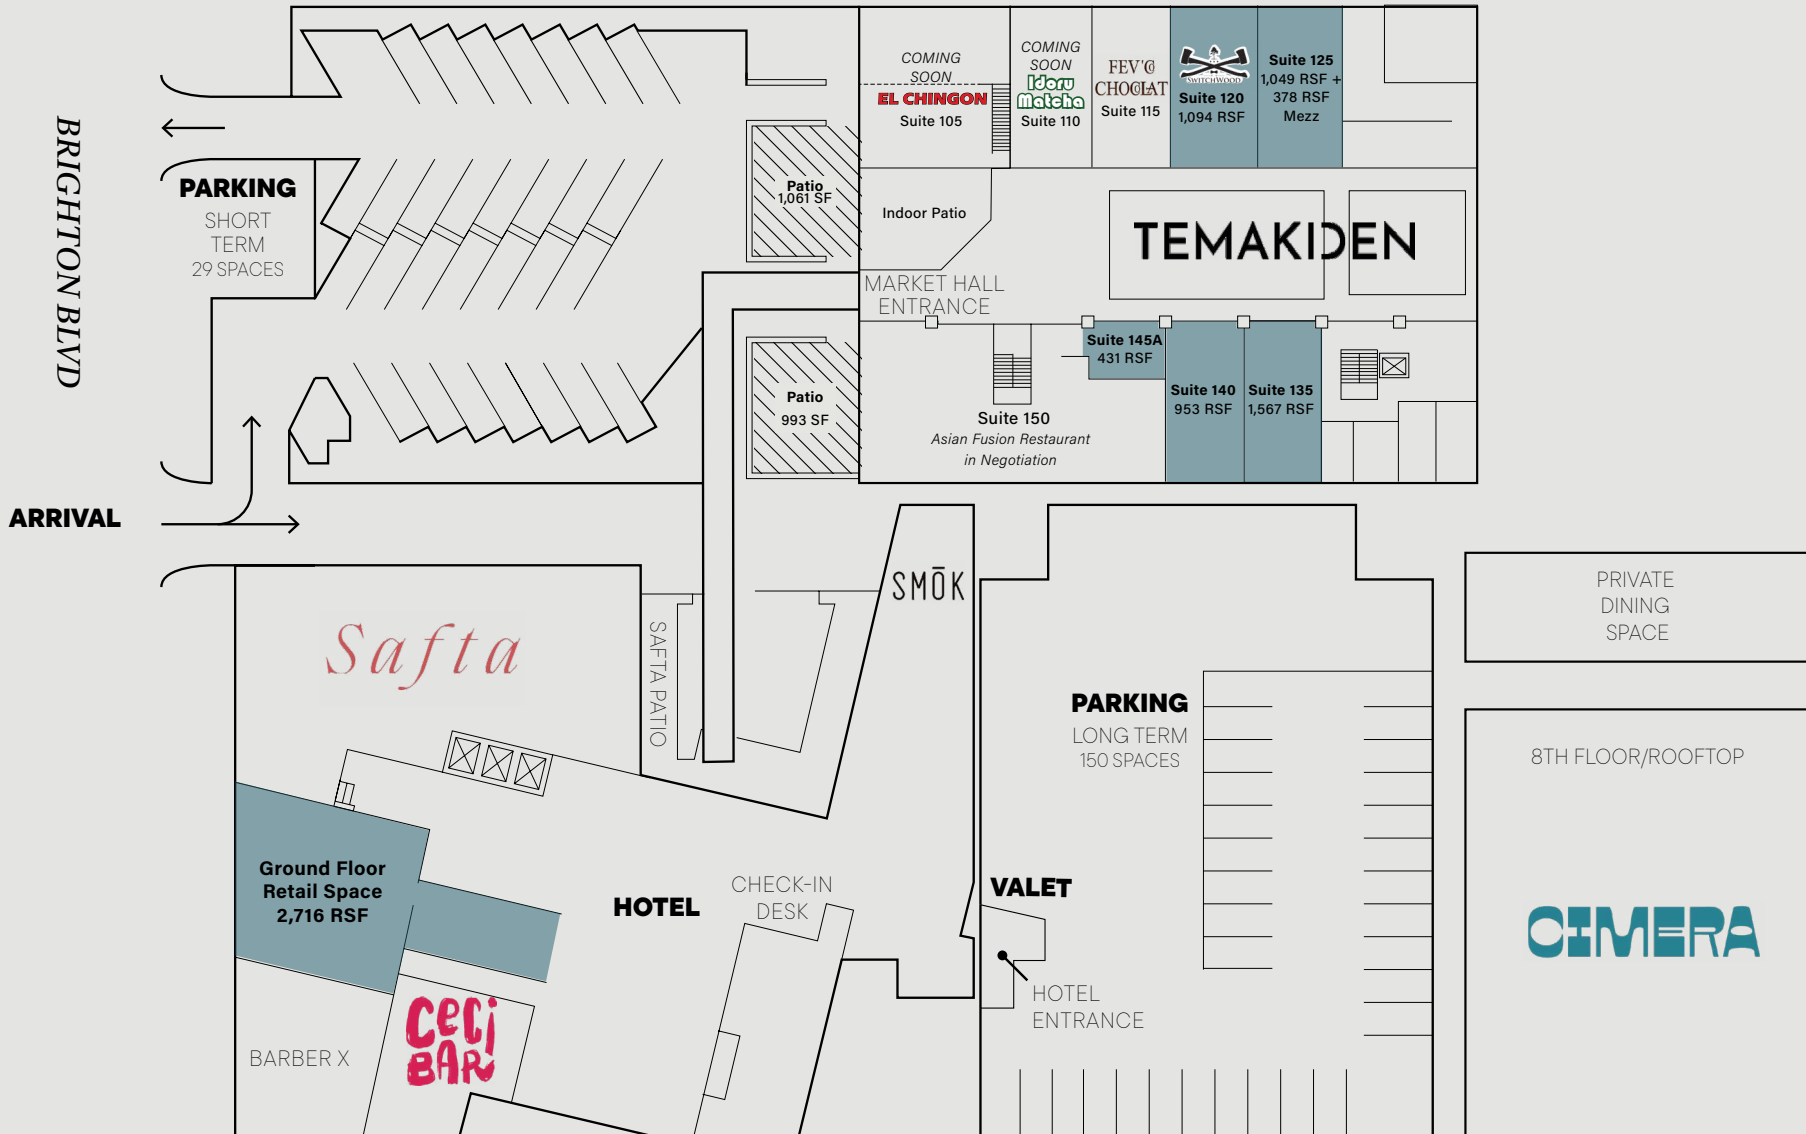 BRIGHTON BLVD
ARRIVAL
PARKING
SHORT
TERM
29 SPACES
Patio
1,061 SF
Patio
993 SF
COMING
SOON
EL CHINGON
Suite 105
COMING
SOON
Idoru
Matcha
Suite 110
Suite 115
SWITCHWOOD
Suite 120
1,094 RSF
Suite 125
1,049 RSF +
378 RSF
Mezz
Indoor Patio
TEMAKIDEN
MARKET HALL
ENTRANCE
Suite 145A
431 RSF
Suite 140
953 RSF
Suite 135
1,567 RSF
Suite 150
Asian Fusion Restaurant
in Negotiation
SMŌK
Safta
SAFTA PATIO
PRIVATE
DINING
SPACE
PARKING
LONG TERM
150 SPACES
8TH FLOOR/ROOFTOP
CIMERA
Ground Floor
Retail Space
2,716 RSF
HOTEL
CHECK-IN
DESK
VALET
HOTEL
ENTRANCE
BARBER X
CECI
BAR